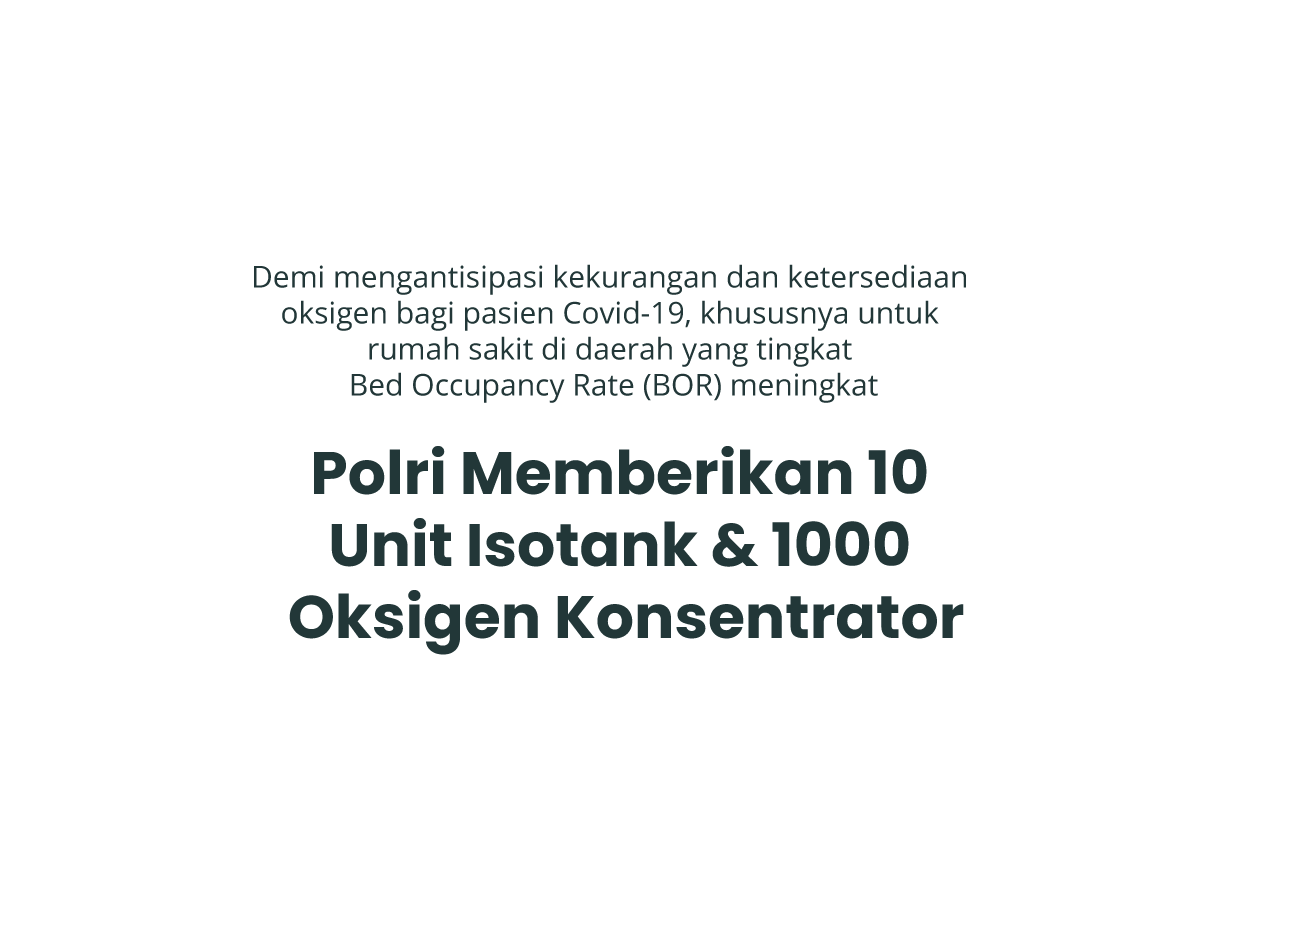 Demi mengantisipasi kekurangan dan ketersediaan
oksigen bagi pasien Covid-19, khususnya untuk
rumah sakit di daerah yang tingkat
Bed Occupancy Rate (BOR) meningkat
Polri Memberikan 10
Unit Isotank & 1000
Oksigen Konsentrator